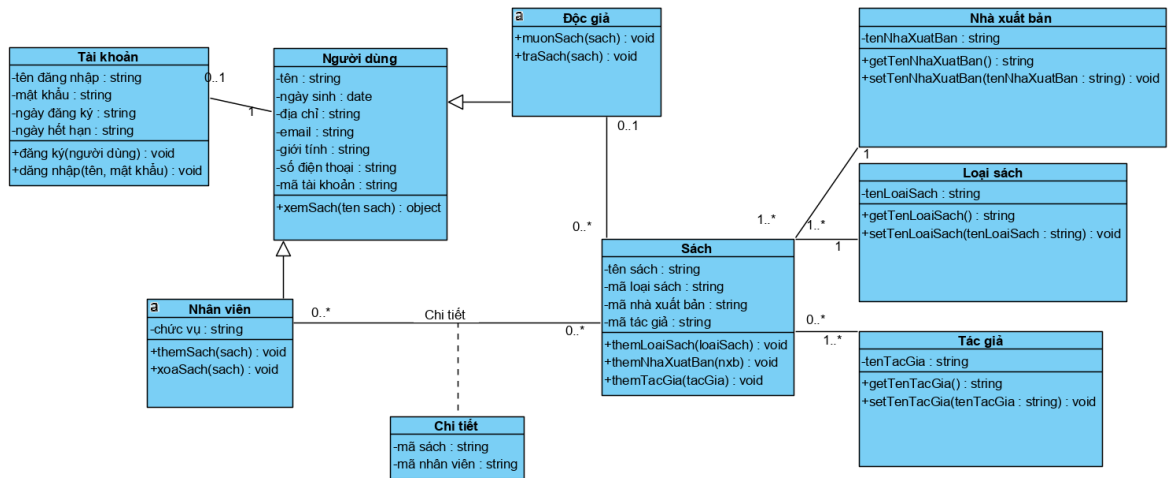 Tài khoản
-tên đăng nhập : string
-mật khẩu : string
-ngày đăng ký : string
-ngày hết hạn : string
+đăng ký(người dùng) : void
+dăng nhập(tên, mật khẩu) : void
0..1
1
Người dùng
-tên : string
-ngày sinh : date
-địa chỉ : string
-email : string
-giới tính : string
-số điện thoại : string
-mã tài khoản : string
+xemSach(ten sach) : object
a
Độc giả
+muonSach(sach) : void
+traSach(sach) : void
0..1
0..*
Nhà xuất bản
-tenNhaXuatBan : string
+getTenNhaXuatBan() : string
+setTenNhaXuatBan(tenNhaXuatBan : string) : void
1
1..*
Loại sách
-tenLoaiSach : string
+getTenLoaiSach() : string
+setTenLoaiSach(tenLoaiSach : string) : void
1..*
1
a
Nhân viên
-chức vụ : string
+themSach(sach) : void
+xoaSach(sach) : void
0..*
Chi tiết
0..*
Sách
-tên sách : string
-mã loại sách : string
-mã nhà xuất bản : string
-mã tác giả : string
+themLoaiSach(loaiSach) : void
+themNhaXuatBan(nxb) : void
+themTacGia(tacGia) : void
0..*
1..*
Tác giả
-tenTacGia : string
+getTenTacGia() : string
+setTenTacGia(tenTacGia : string) : void
Chi tiết
-mã sách : string
-mã nhân viên : string